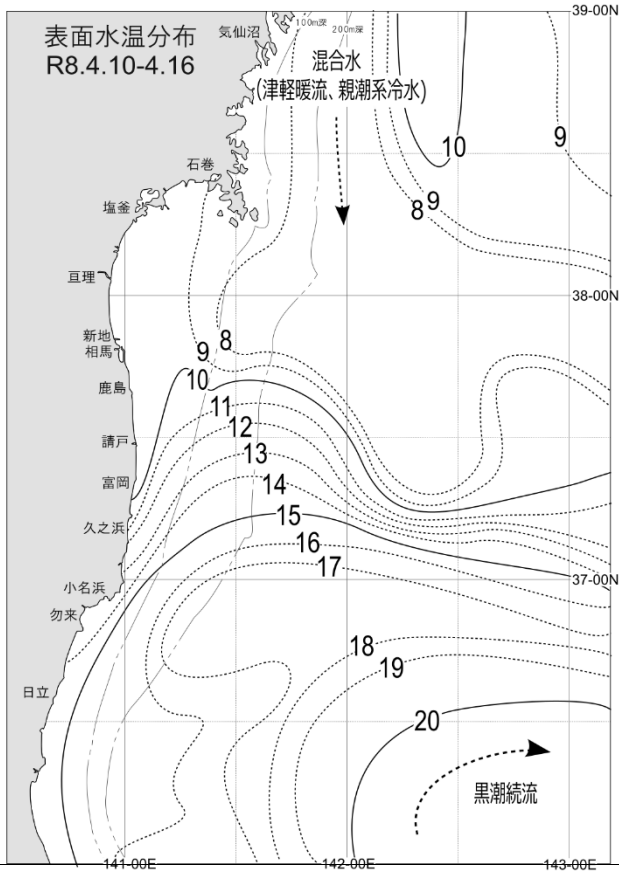 表面水温分布
R8.4.10-4.16
気仙沼
100m深
200m深
39-00N
混合水
(津軽暖流、親潮系冷水)
10
9
石巻
9
8
塩釜
亘理
38-00N
新地
相馬
8
9
10
鹿島
11
12
請戸
13
富岡
14
15
久之浜
16
17
37-00N
小名浜
勿来
18
19
日立
20
黒潮続流
141-00E
142-00E
143-00E